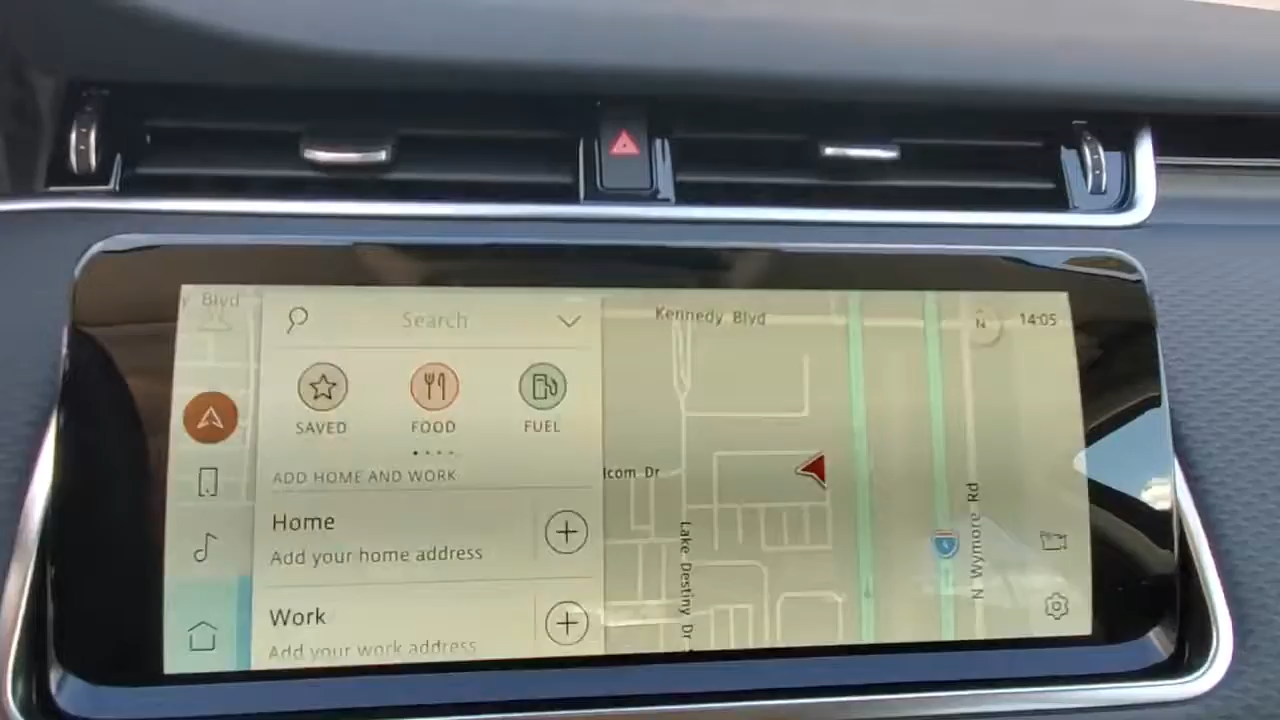 y Blvd
Search
Kennedy Blvd
N
14:05
SAVED
FOOD
FUEL
ADD HOME AND WORK
lcom Dr
Home
Add your home address
Lake Destiny Dr
4
N Wymore Rd
Work
Add your work address